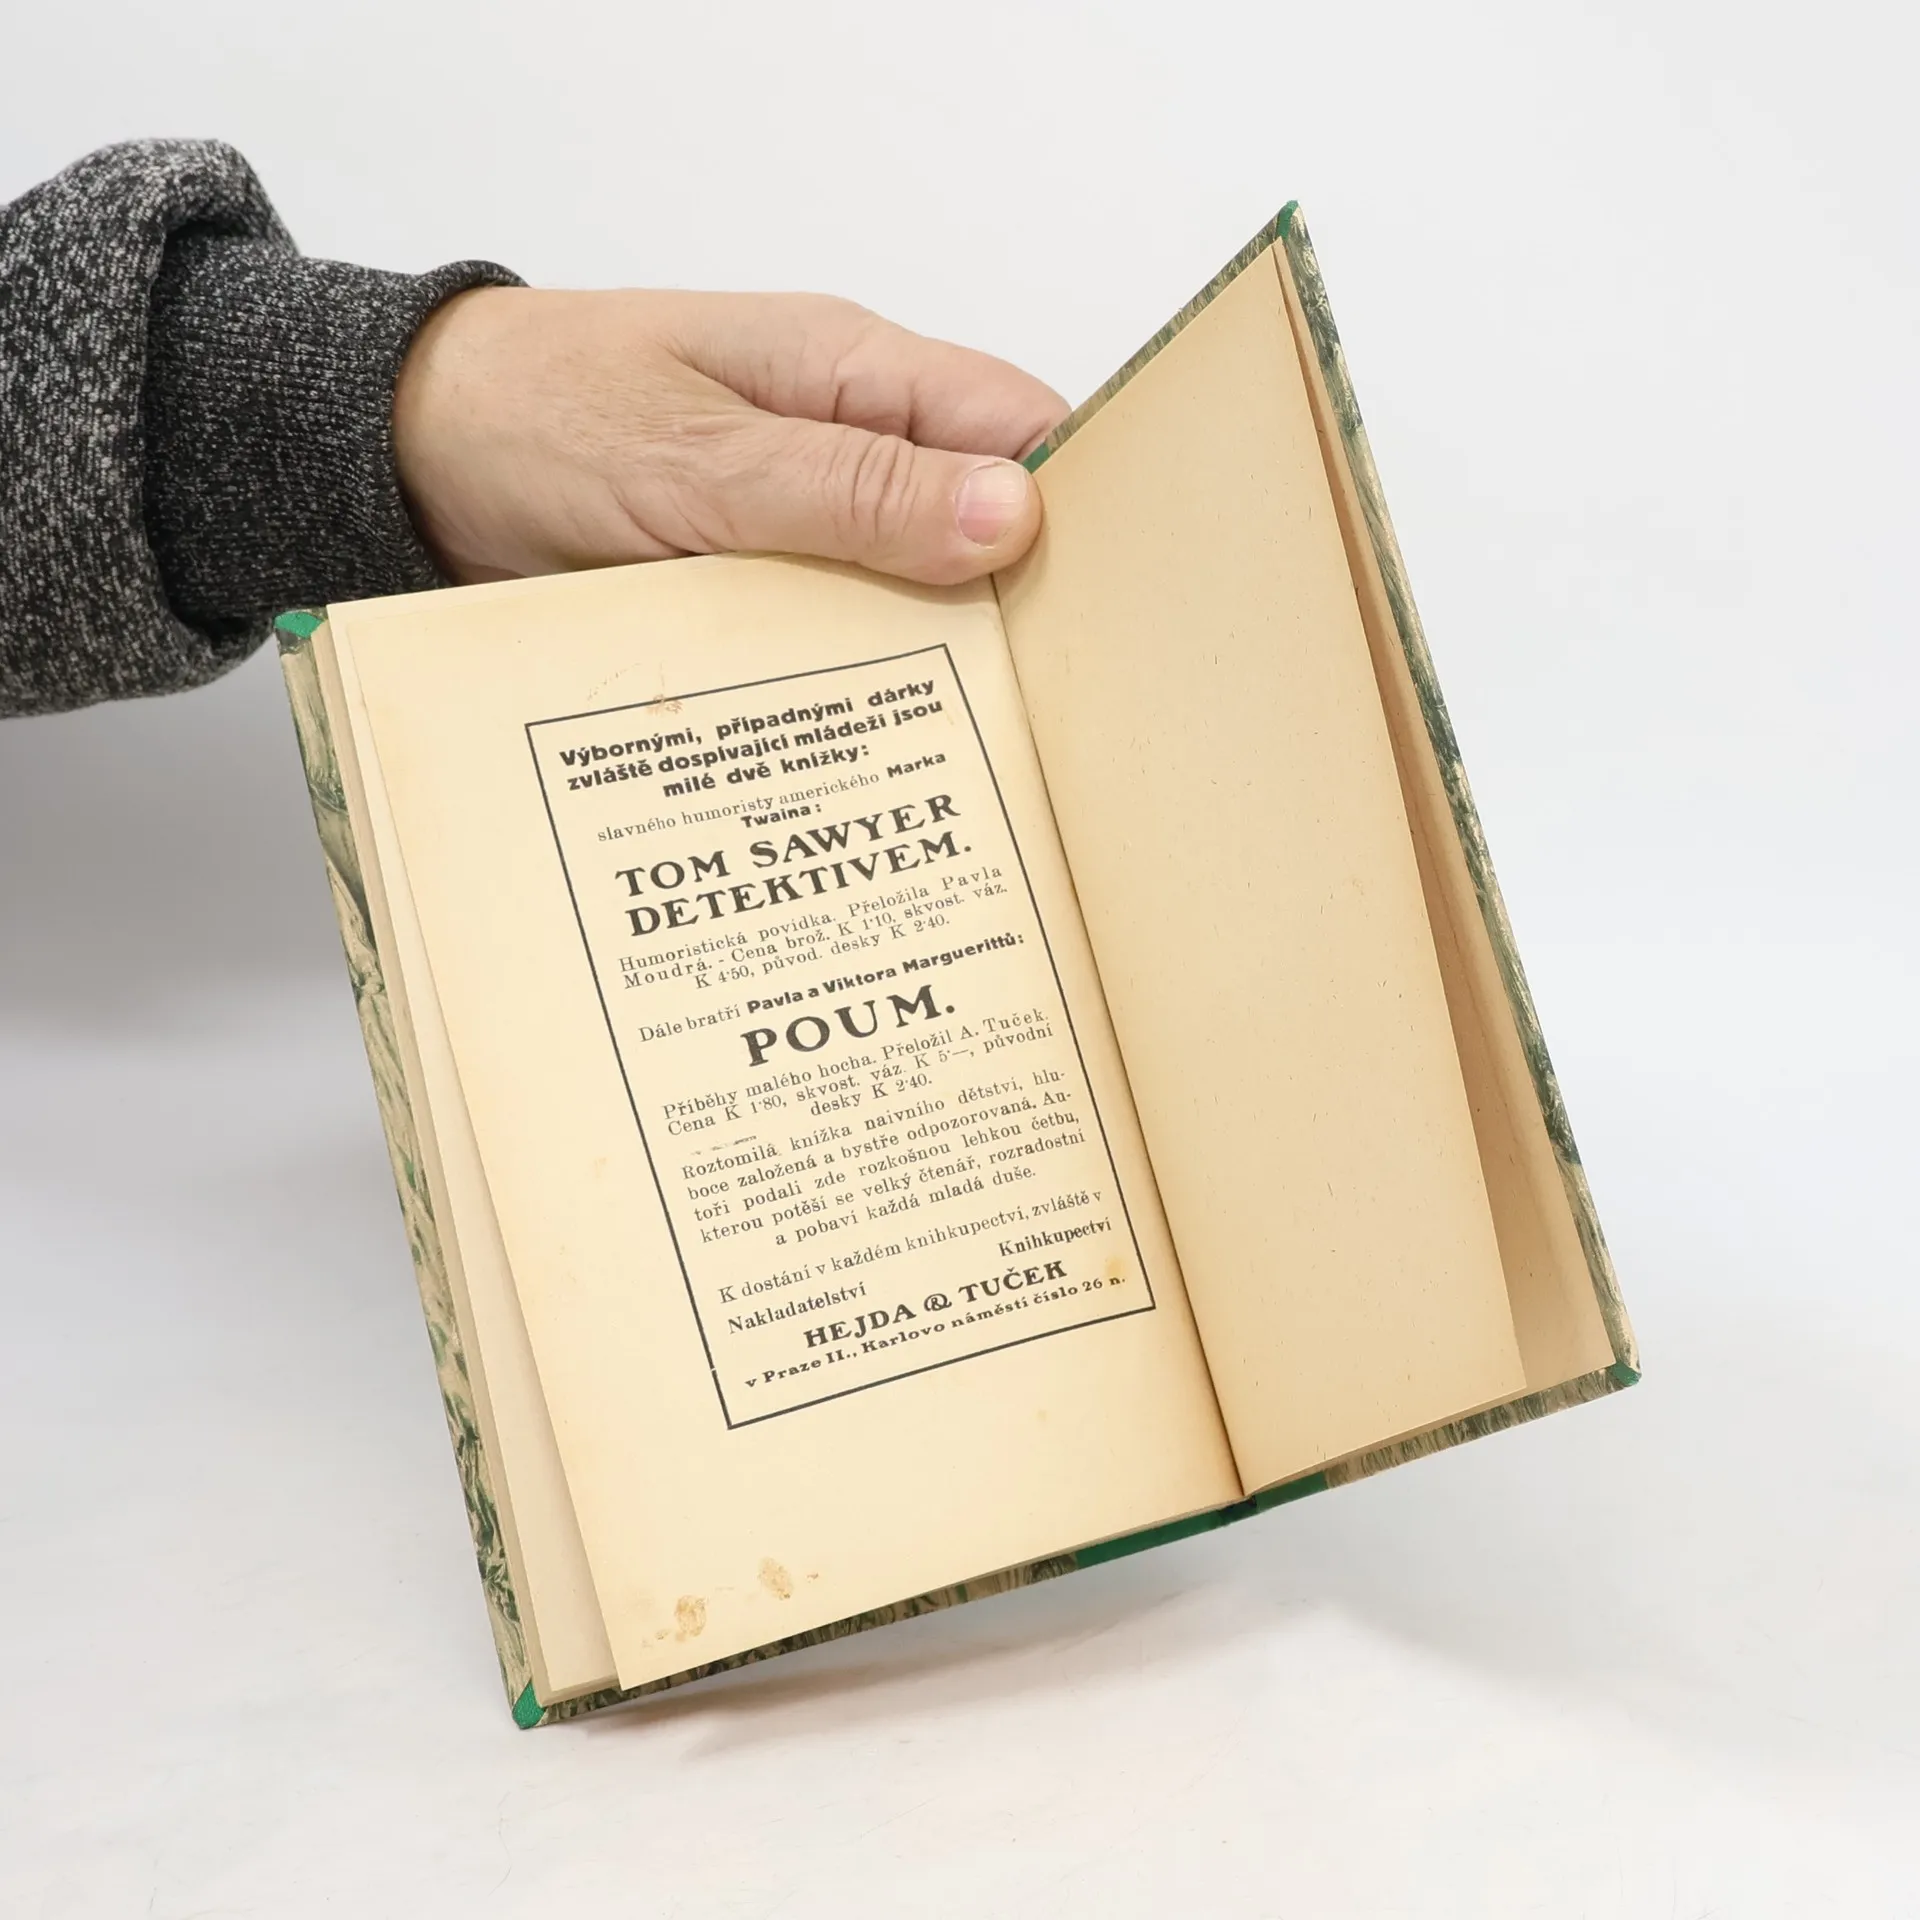 Výbornými, případnými dárky
zvláště dospívající mládeži jsou
milé dvě knížky:
slavného humoristy amerického Marka
Twaina:
TOM SAWYER
DETEKTIVEM.
Humoristická povídka. Přeložila Pavla
Moudrá. - Cena brož. K 1·10, skvost. váz.
K 4·50, původ. desky K 2·40.
Dále bratří Pavla a Viktora Marguerittů:
POUM.
Příběhy malého hocha. Přeložil A. Tuček.
Cena K 1·80, skvost. váz. K 5·—, původní
desky K 2·40.
Roztomilá knížka naivního dětství, hlu-
boce založená a bystře odpozorovaná. Au-
toři podali zde rozkošnou lehkou četbu,
kterou potěší se velký čtenář, rozradostní
a pobaví každá mladá duše.
K dostání v každém knihkupectví, zvláště v
Nakladatelství Knihkupectví
HEJDA & TUČEK
v Praze II., Karlovo náměstí číslo 26 n.